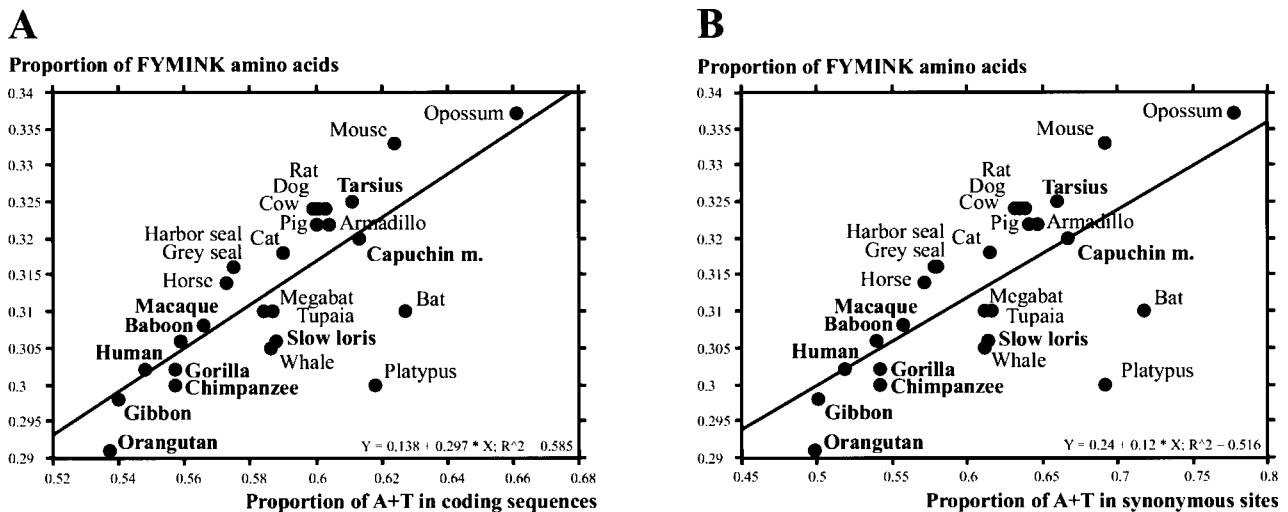 A
Proportion of FYMINK amino acids
0.34
0.335
0.33
0.325
0.32
0.315
0.31
0.305
0.3
0.295
0.29
Opossum
Mouse
Rat
Dog
Tarsius
Cow
Pig
Armadillo
Harbor seal
Cat
Grey seal
Capuchin m.
Horse
Macaque
Megabat
Bat
Baboon
Tupaia
Slow loris
Human
Whale
Gorilla
Platypus
Chimpanzee
Gibbon
Orangutan
Y = 0.138 + 0.297 * X; R^2 0.585
0.52 0.54 0.56 0.58 0.6 0.62 0.64 0.66 0.68
Proportion of A+T in coding sequences
B
Proportion of FYMINK amino acids
0.34
0.335
0.33
0.325
0.32
0.315
0.31
0.305
0.3
0.295
0.29
Opossum
Mouse
Rat
Dog
Tarsius
Cow
Pig
Armadillo
Harbor seal
Cat
Grey seal
Capuchin m.
Horse
Macaque
Megabat
Bat
Baboon
Tupaia
Slow loris
Human
Whale
Gorilla
Platypus
Chimpanzee
Gibbon
Orangutan
Y = 0.24 + 0.12 * X; R^2 = 0.516
0.45 0.5 0.55 0.6 0.65 0.7 0.75 0.8
Proportion of A+T in synonymous sites